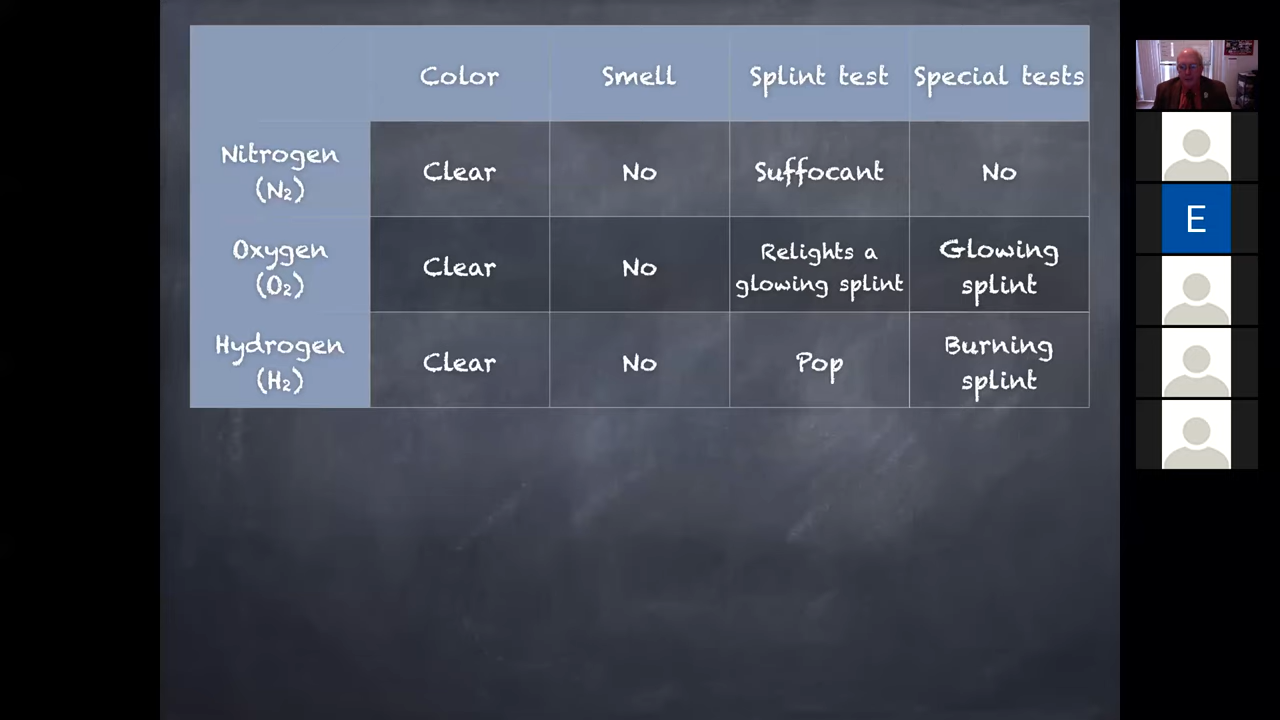 Color Smell Splint test Special tests
Nitrogen
(N₂)
Clear No Suffocant No
Oxygen
(O₂)
Clear No
Relights a
glowing splint
Glowing
splint
Hydrogen
(H₂)
Clear No Pop
Burning
splint
E